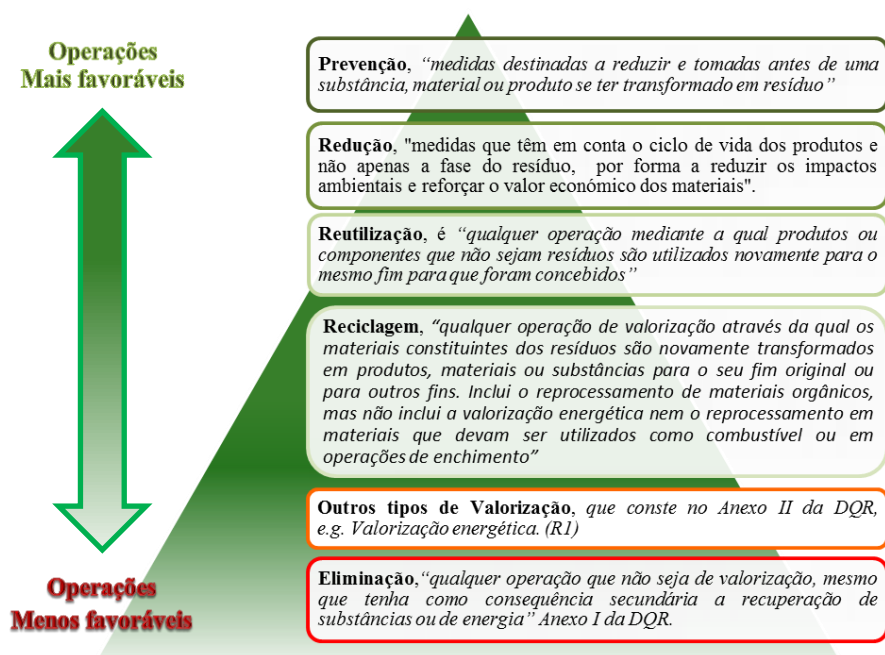 Operações
Mais favoráveis
Prevenção, “medidas destinadas a reduzir e tomadas antes de uma
substância, material ou produto se ter transformado em resíduo”
Redução, "medidas que têm em conta o ciclo de vida dos produtos e
não apenas a fase do resíduo, por forma a reduzir os impactos
ambientais e reforçar o valor económico dos materiais".
Reutilização, é “qualquer operação mediante a qual produtos ou
componentes que não sejam resíduos são utilizados novamente para o
mesmo fim para que foram concebidos”
Reciclagem, “qualquer operação de valorização através da qual os
materiais constituintes dos resíduos são novamente transformados
em produtos, materiais ou substâncias para o seu fim original ou
para outros fins. Inclui o reprocessamento de materiais orgânicos,
mas não inclui a valorização energética nem o reprocessamento em
materiais que devam ser utilizados como combustível ou em
operações de enchimento”
Outros tipos de Valorização, que conste no Anexo II da DQR,
e.g. Valorização energética. (R1)
Eliminação,“qualquer operação que não seja de valorização, mesmo
que tenha como consequência secundária a recuperação de
substâncias ou de energia” Anexo I da DQR.
Operações
Menos favoráveis